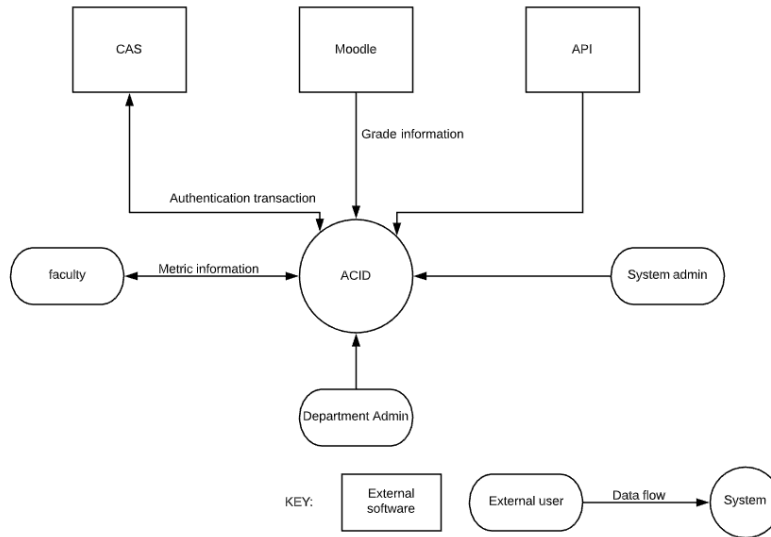 CAS
Moodle
API
Grade information
Authentication transaction
faculty
Metric information
ACID
System admin
Department Admin
KEY:
External
software
External user
Data flow
System